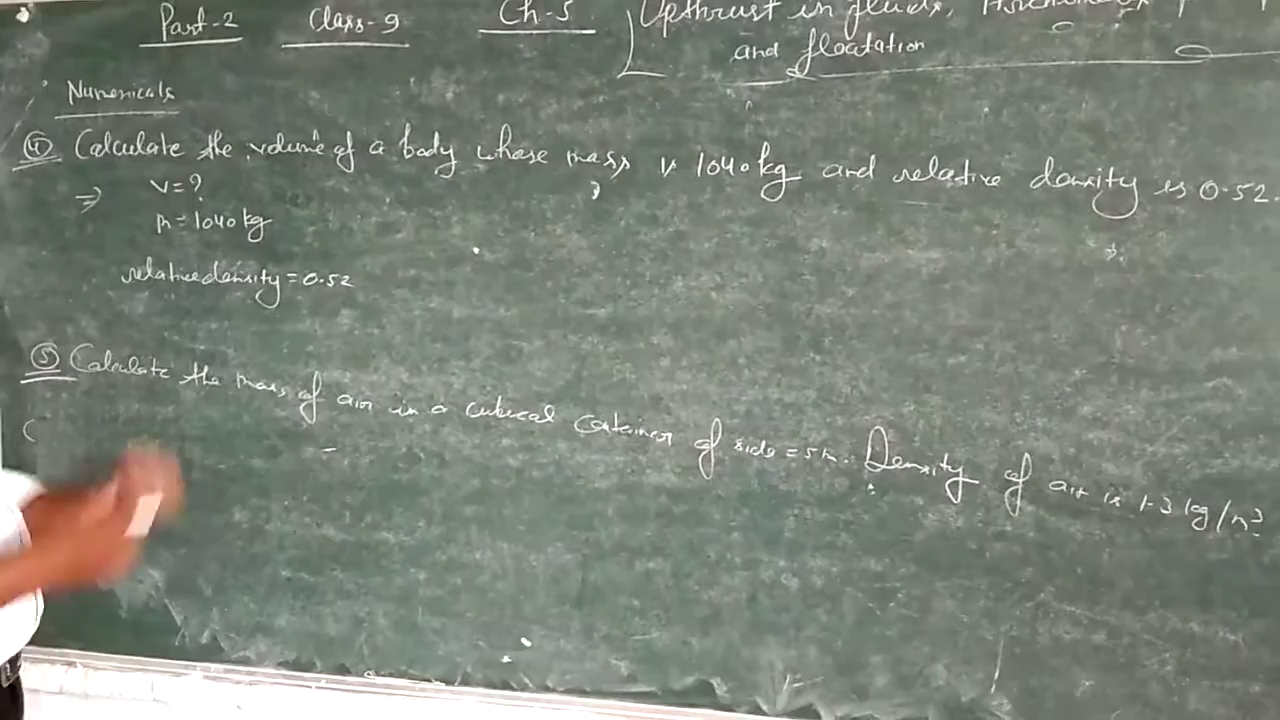 Part-2 Class-9 Ch-5 Upthrust in fluids,
and floatation
Numericals
④ Calculate the volume of a body whose mass is 1040 kg and relative density is 0.52.
⇒ V = ?
m = 1040 kg
relative density = 0.52
⑤ Calculate the mass of air in a cubical container of side = 5m. Density of air is 1.3 kg/m³